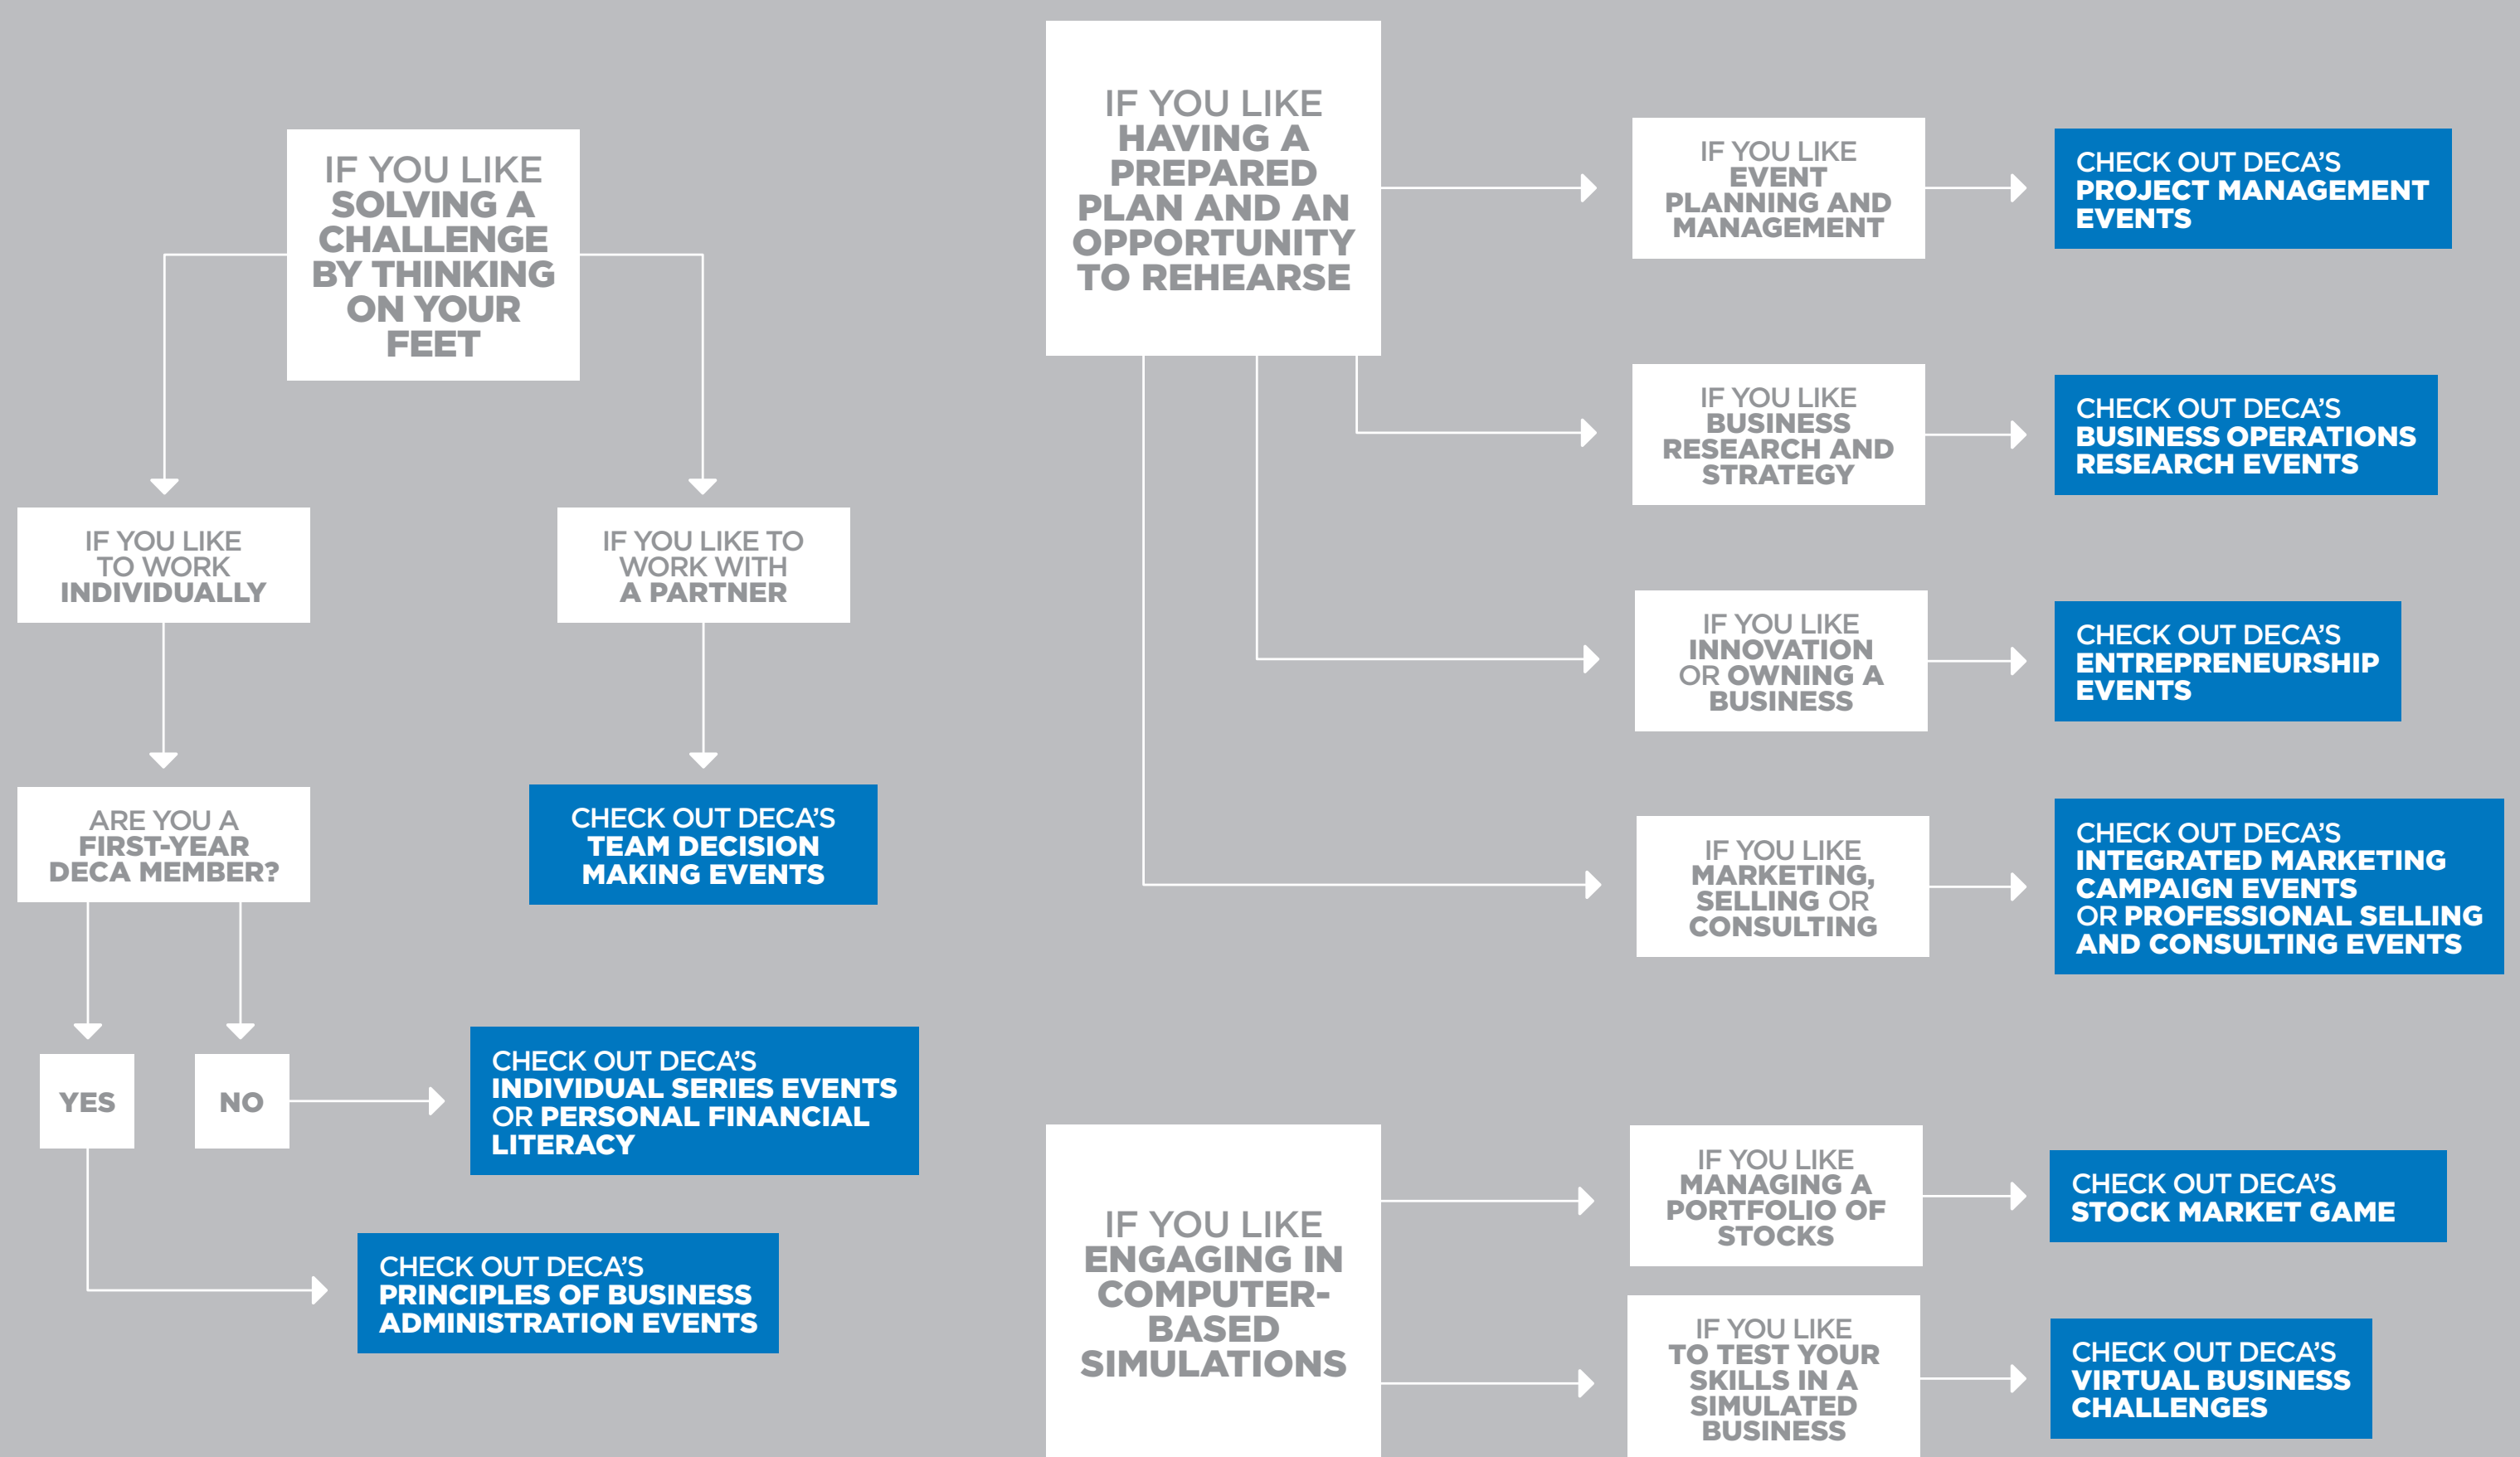 IF YOU LIKE
SOLVING A
CHALLENGE
BY THINKING
ON YOUR
FEET
IF YOU LIKE
TO WORK
INDIVIDUALLY
IF YOU LIKE TO
WORK WITH
A PARTNER
ARE YOU A
FIRST-YEAR
DECA MEMBER?
CHECK OUT DECA’S
TEAM DECISION
MAKING EVENTS
YES
NO
CHECK OUT DECA’S
INDIVIDUAL SERIES EVENTS
OR PERSONAL FINANCIAL
LITERACY
CHECK OUT DECA’S
PRINCIPLES OF BUSINESS
ADMINISTRATION EVENTS
IF YOU LIKE
HAVING A
PREPARED
PLAN AND AN
OPPORTUNITY
TO REHEARSE
IF YOU LIKE
EVENT
PLANNING AND
MANAGEMENT
CHECK OUT DECA’S
PROJECT MANAGEMENT
EVENTS
IF YOU LIKE
BUSINESS
RESEARCH AND
STRATEGY
CHECK OUT DECA’S
BUSINESS OPERATIONS
RESEARCH EVENTS
IF YOU LIKE
INNOVATION
OR OWNING A
BUSINESS
CHECK OUT DECA’S
ENTREPRENEURSHIP
EVENTS
IF YOU LIKE
MARKETING,
SELLING OR
CONSULTING
CHECK OUT DECA’S
INTEGRATED MARKETING
CAMPAIGN EVENTS
OR PROFESSIONAL SELLING
AND CONSULTING EVENTS
IF YOU LIKE
ENGAGING IN
COMPUTER-
BASED
SIMULATIONS
IF YOU LIKE
MANAGING A
PORTFOLIO OF
STOCKS
CHECK OUT DECA’S
STOCK MARKET GAME
IF YOU LIKE
TO TEST YOUR
SKILLS IN A
SIMULATED
BUSINESS
CHECK OUT DECA’S
VIRTUAL BUSINESS
CHALLENGES